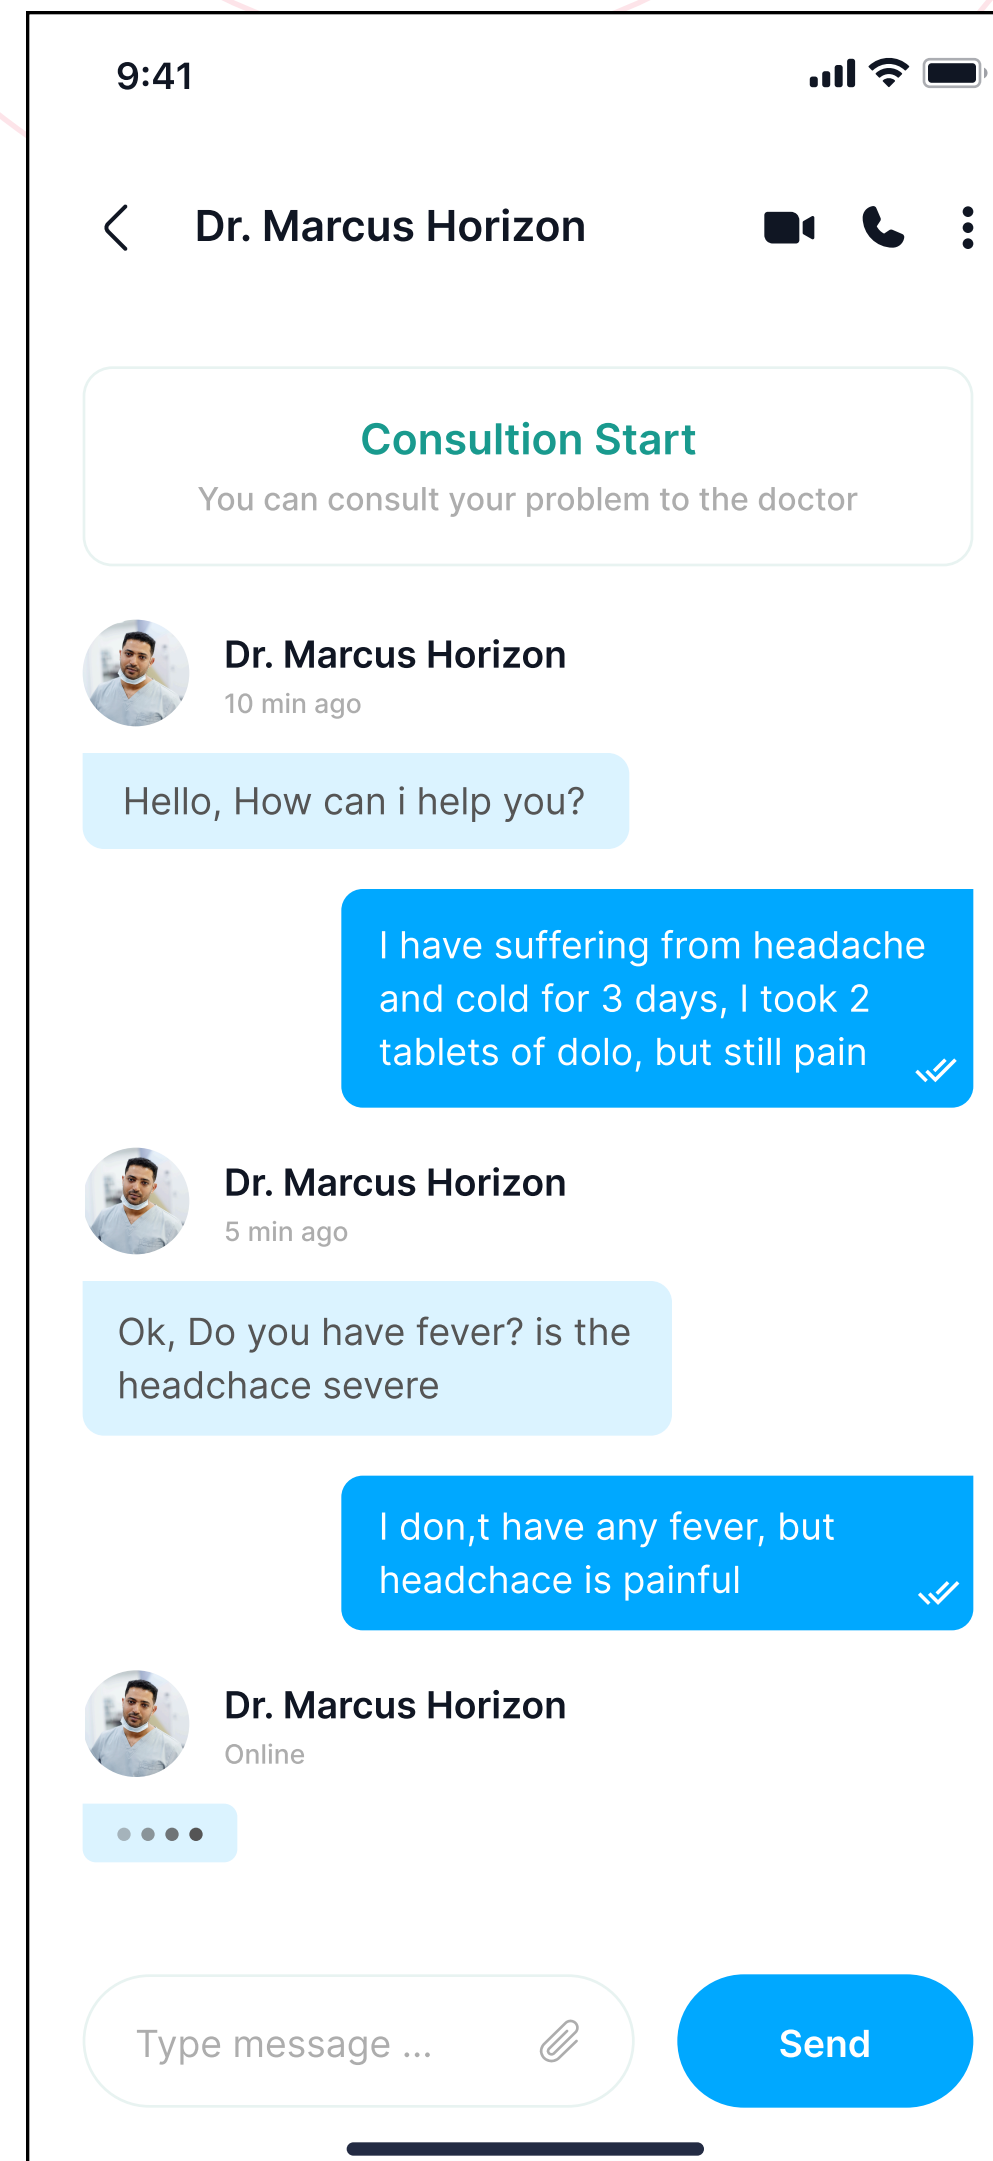 9:41
Dr. Marcus Horizon
Consultion Start
You can consult your problem to the doctor
Dr. Marcus Horizon
10 min ago
Hello, How can i help you?
I have suffering from headache
and cold for 3 days, I took 2
tablets of dolo, but still pain
Dr. Marcus Horizon
5 min ago
Ok, Do you have fever? is the
headchace severe
I don,t have any fever, but
headchace is painful
Dr. Marcus Horizon
Online
Type message ...
Send